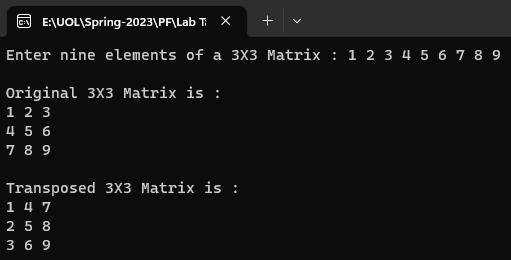 E:\UOL\Spring-2023\PF\Lab Ta
Enter nine elements of a 3X3 Matrix : 1 2 3 4 5 6 7 8 9
Original 3X3 Matrix is :
1 2 3
4 5 6
7 8 9
Transposed 3X3 Matrix is :
1 4 7
2 5 8
3 6 9